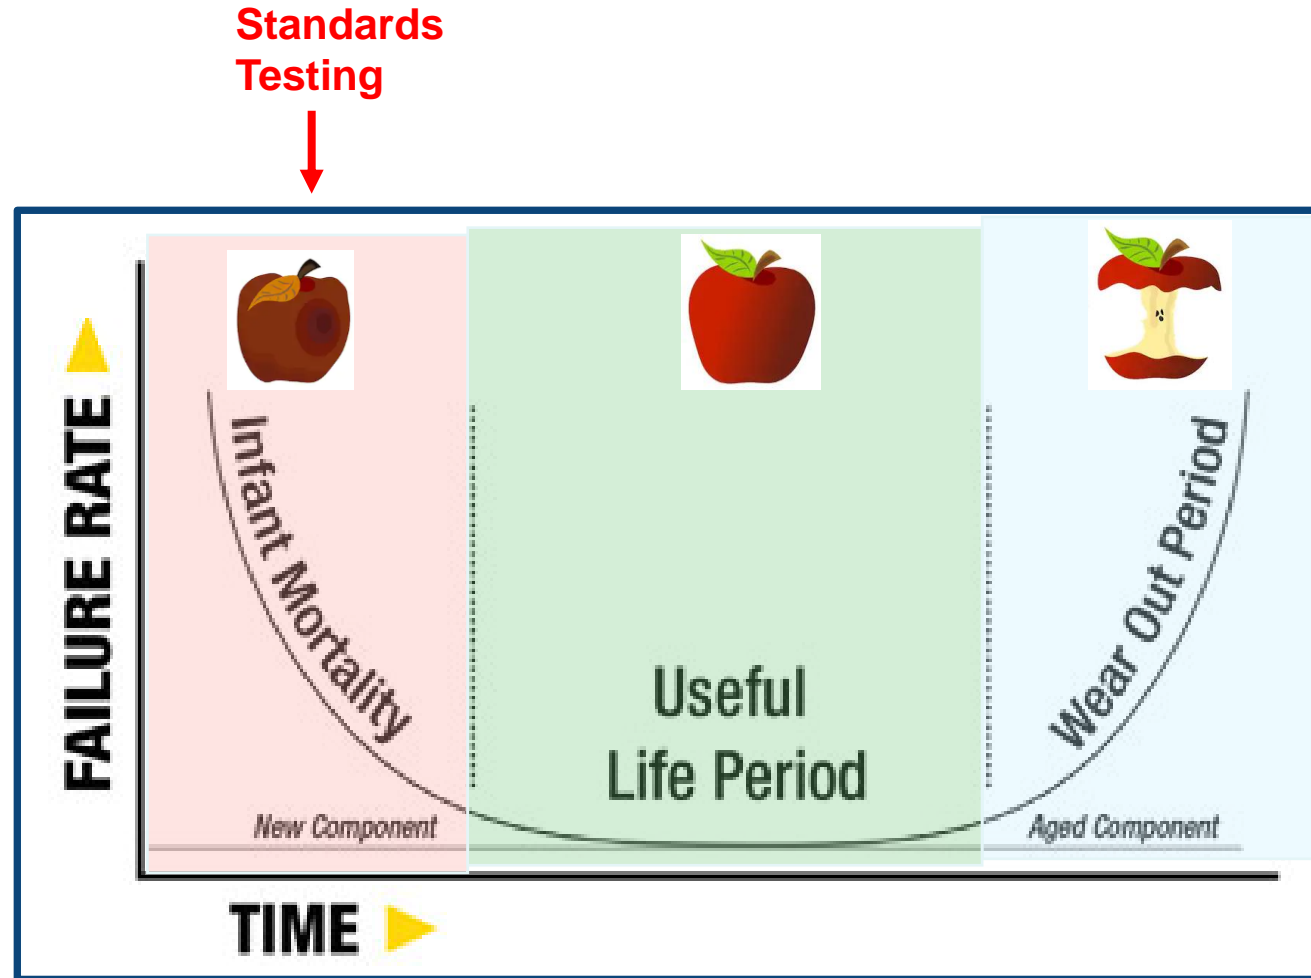 Standards
Testing
FAILURE RATE
Infant Mortality
Useful
Life Period
Wear Out Period
New Component
Aged Component
TIME